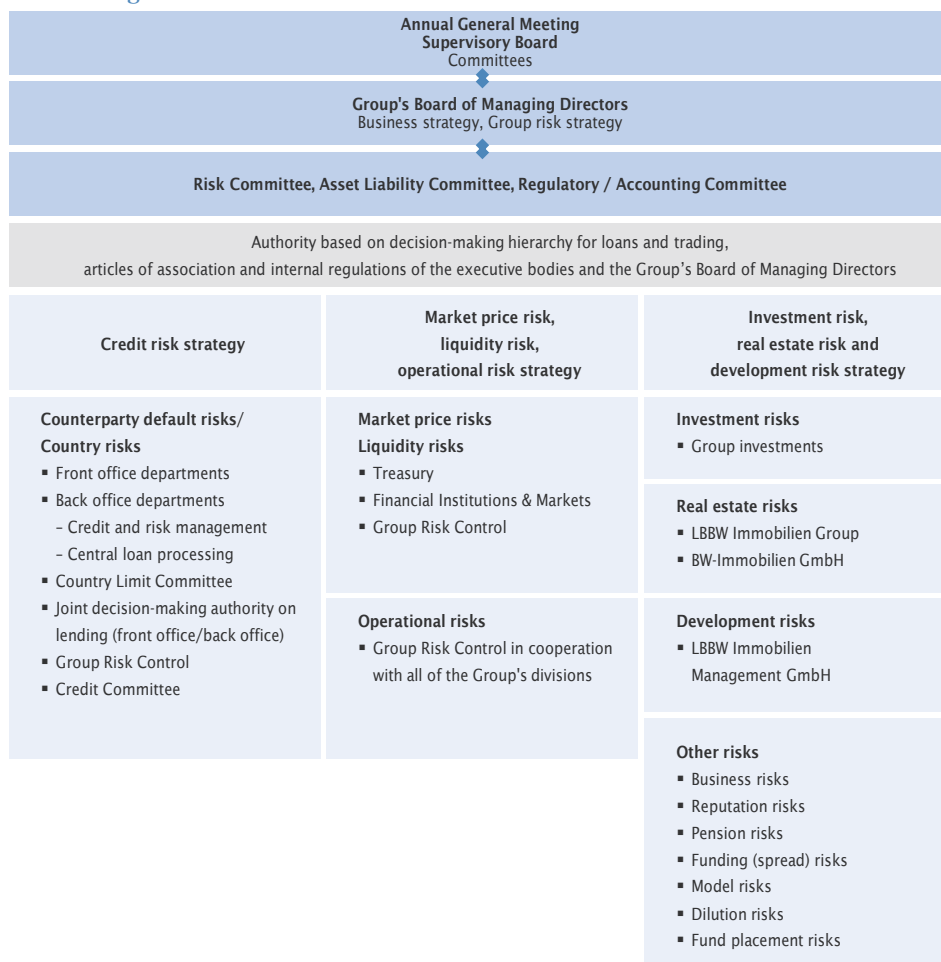 Annual General Meeting
Supervisory Board
Committees
Group's Board of Managing Directors
Business strategy, Group risk strategy
Risk Committee, Asset Liability Committee, Regulatory / Accounting Committee
Authority based on decision-making hierarchy for loans and trading,
articles of association and internal regulations of the executive bodies and the Group's Board of Managing Directors
Credit risk strategy
Market price risk,
liquidity risk,
operational risk strategy
Investment risk,
real estate risk and
development risk strategy
Counterparty default risks/
Country risks
▪ Front office departments
▪ Back office departments
– Credit and risk management
– Central loan processing
▪ Country Limit Committee
▪ Joint decision-making authority on
lending (front office/back office)
▪ Group Risk Control
▪ Credit Committee
Market price risks
Liquidity risks
▪ Treasury
▪ Financial Institutions & Markets
▪ Group Risk Control
Operational risks
▪ Group Risk Control in cooperation
with all of the Group's divisions
Investment risks
▪ Group investments
Real estate risks
▪ LBBW Immobilien Group
▪ BW-Immobilien GmbH
Development risks
▪ LBBW Immobilien
Management GmbH
Other risks
▪ Business risks
▪ Reputation risks
▪ Pension risks
▪ Funding (spread) risks
▪ Model risks
▪ Dilution risks
▪ Fund placement risks